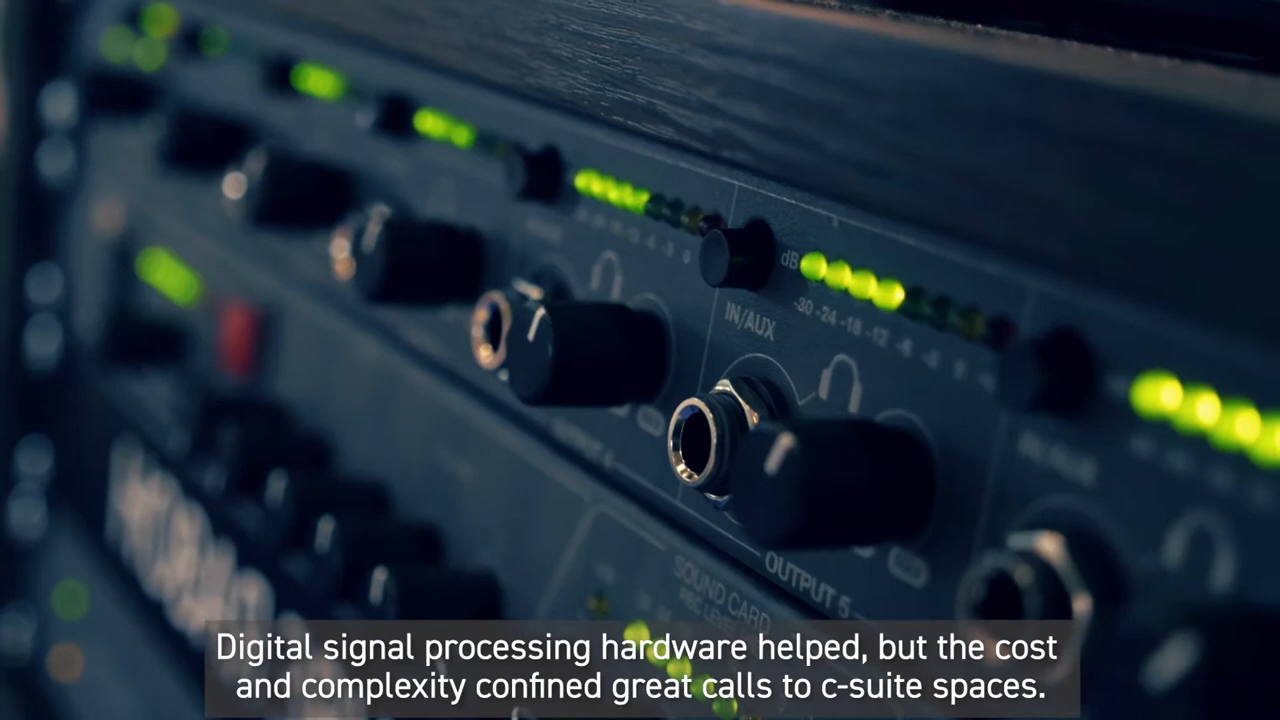 dB
-30 -24 -18 -12 -6
IN/AUX
OUTPUT 5
SOUND CARD
Digital signal processing hardware helped, but the cost
and complexity confined great calls to c-suite spaces.